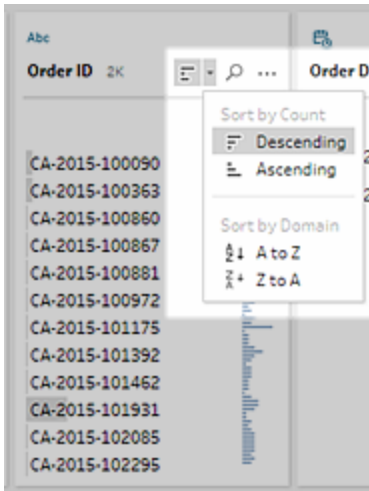 Abc
Order ID 2K
Order D
Sort by Count
Descending
Ascending
Sort by Domain
A to Z
Z to A
CA-2015-100090
CA-2015-100363
CA-2015-100860
CA-2015-100867
CA-2015-100881
CA-2015-100972
CA-2015-101175
CA-2015-101392
CA-2015-101462
CA-2015-101931
CA-2015-102085
CA-2015-102295